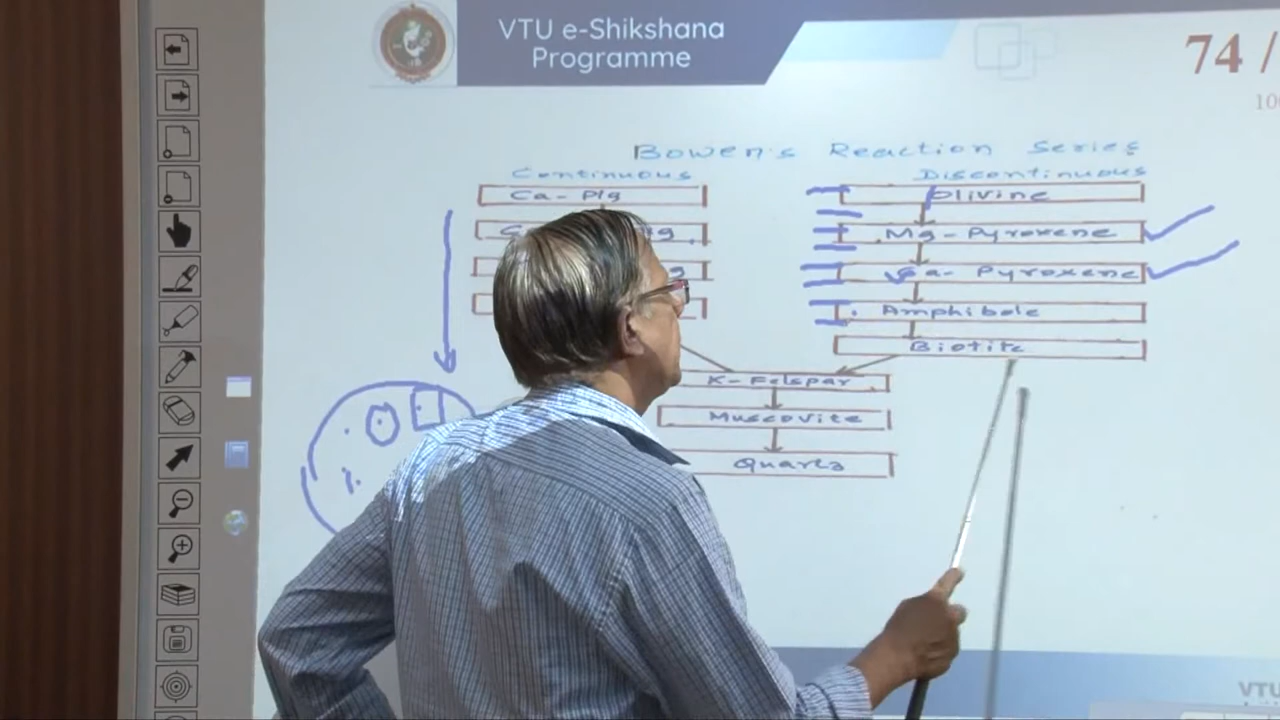 VTU e-Shikshana
Programme
74 /
Bowen's Reaction Series
Continuous
Discontinuous
Ca- Plg
Olivine
Mg-Pyroxene
Ca- Pyroxene
Amphibole
Biotite
K- Felspar
Muscovite
Quartz
VTU